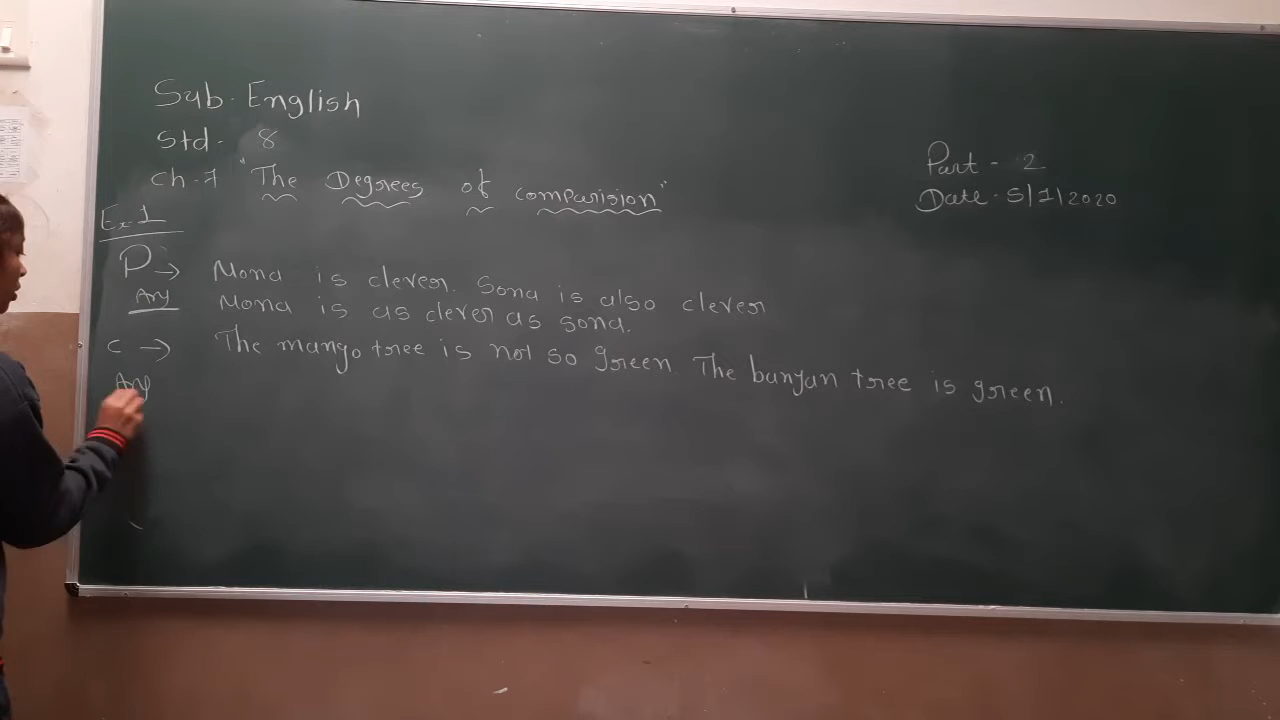 Sub. English
Std - 8
Ch-7 "The Degrees of comparision"
Part - 2
Date. 5/1/2020
Ex-1
P → Mona is clever. Sona is also clever
Ans Mona is as clever as sona.
C → The mango tree is not so green. The banyan tree is green.
Ans